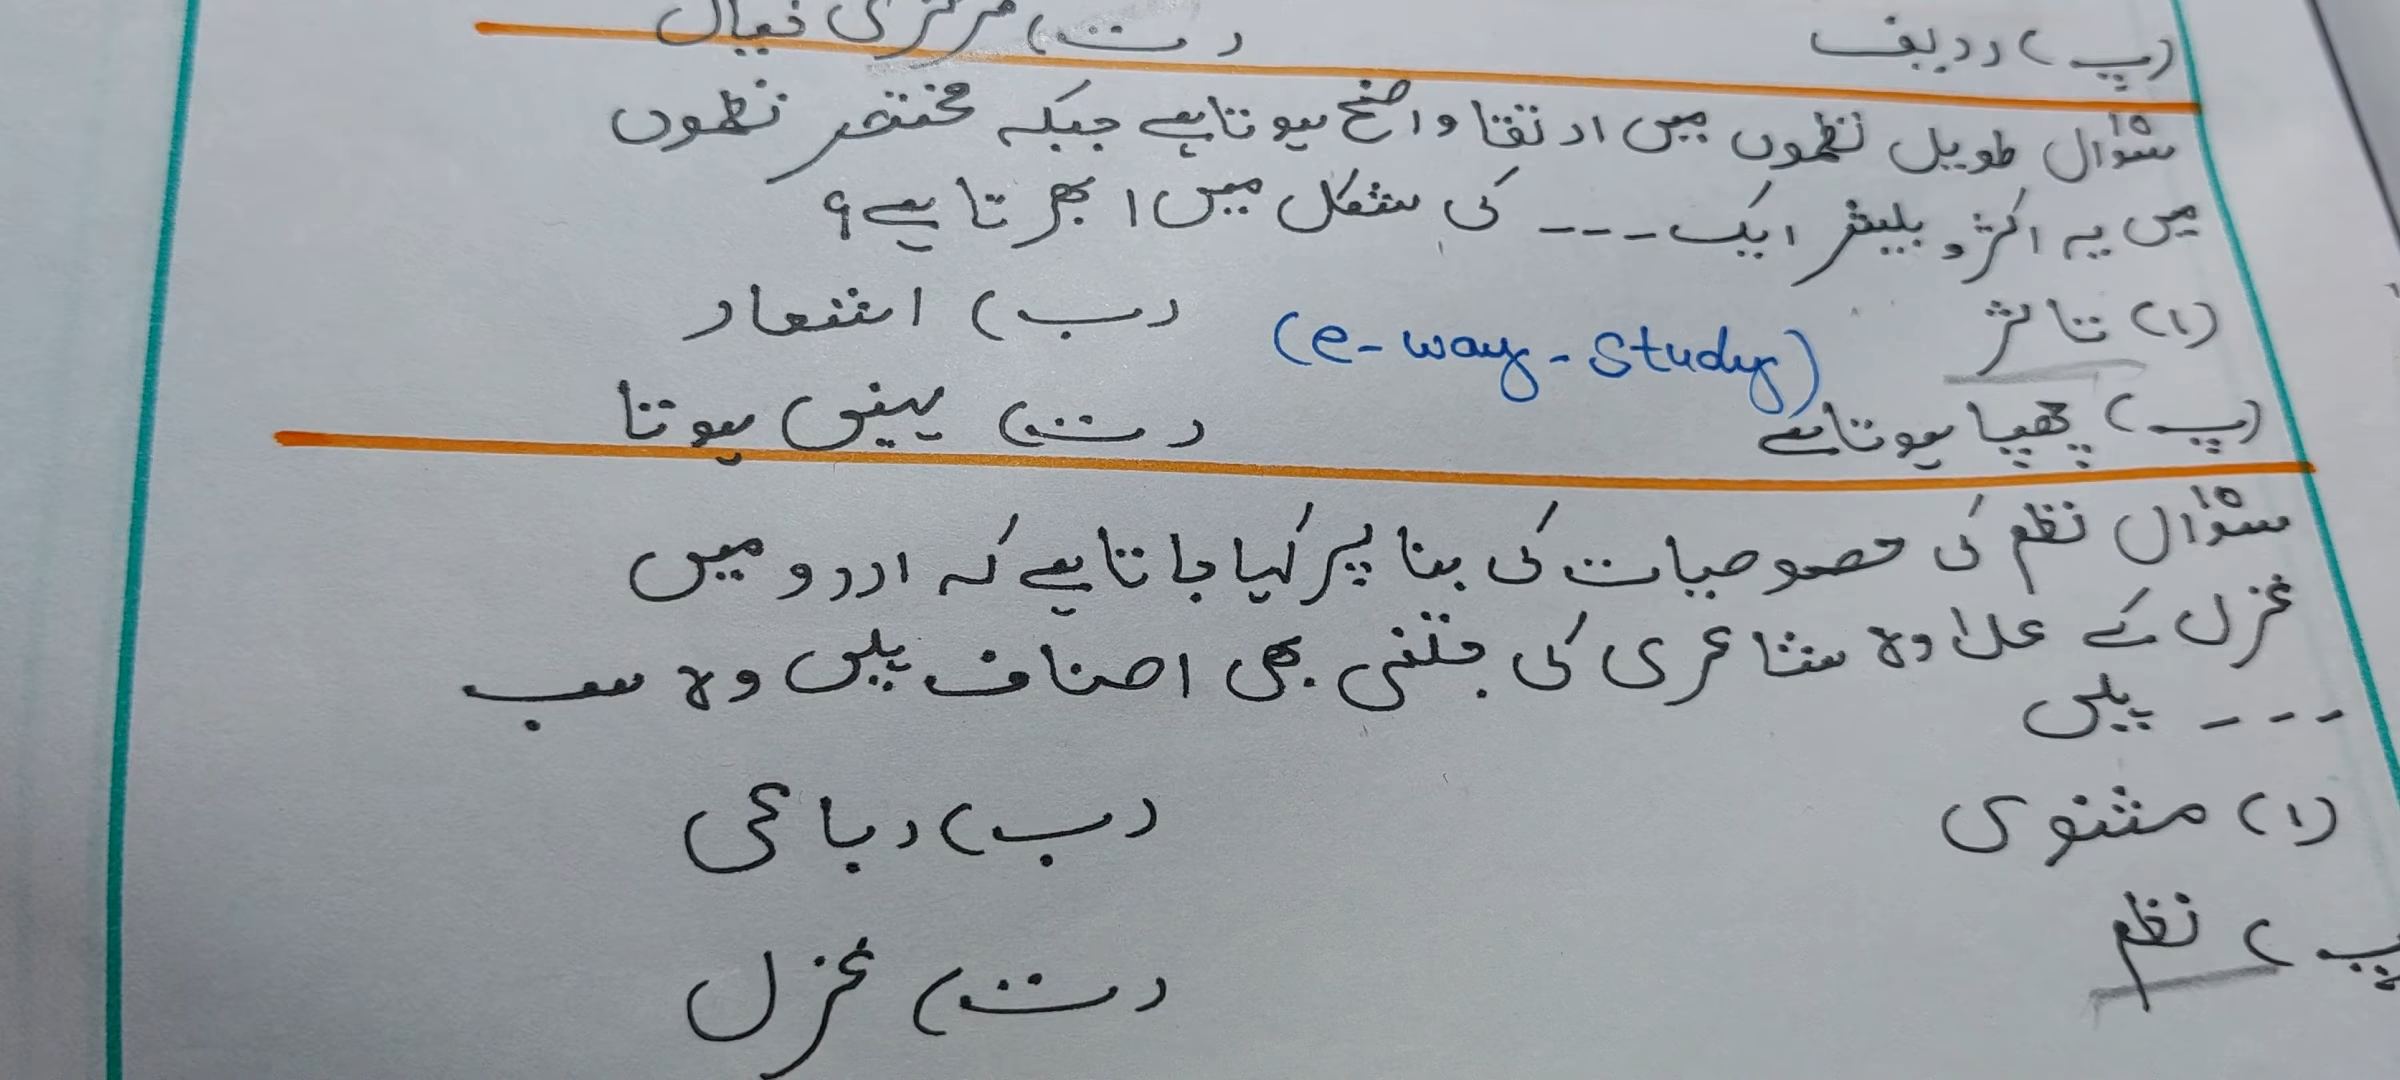 (پ) ردیف (ت) مرکزی خیال
سوال طویل نظموں میں ارتقا واضح ہوتا ہے جبکہ مختصر نظموں
میں یہ اکثر و بیشتر ایک --- کی شکل میں ابھرتا ہے؟
(ا) تاثر (ب) اشعار
(e-way-study)
(پ) چھپا ہوتا ہے (ت) نہیں ہوتا
سوال نظم کی خصوصیات کی بنا پر کہا جاتا ہے کہ اردو میں
غزل کے علاوہ شاعری کی جتنی بھی اصناف ہیں وہ سب
--- ہیں
(ا) مثنوی (ب) رباعی
پ) نظم (ت) غزل